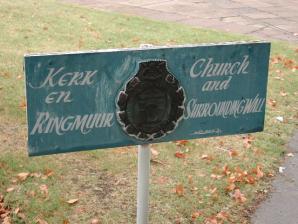 Kerk
en
Ringmuur
Church
and
Surrounding Wall